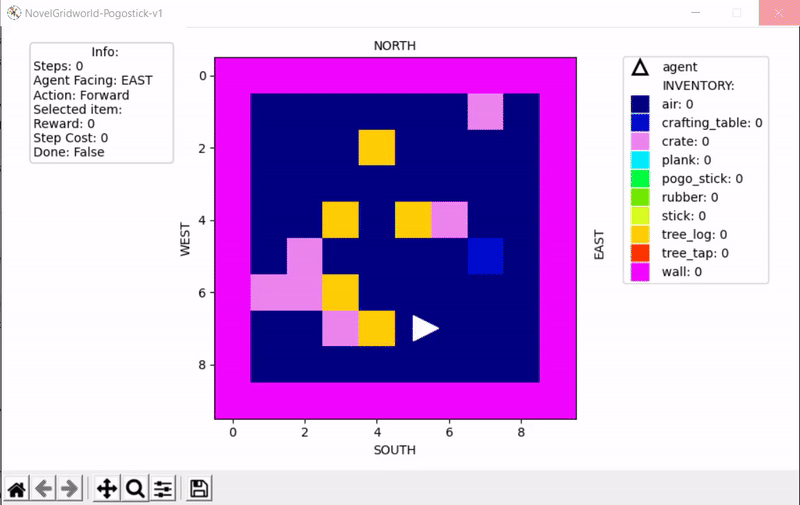 NovelGridworld-Pogostick-v1
Info:
Steps: 0
Agent Facing: EAST
Action: Forward
Selected item:
Reward: 0
Step Cost: 0
Done: False
NORTH
0
2
4
6
8
WEST
EAST
0 2 4 6 8
SOUTH
agent
INVENTORY:
air: 0
crafting_table: 0
crate: 0
plank: 0
pogo_stick: 0
rubber: 0
stick: 0
tree_log: 0
tree_tap: 0
wall: 0